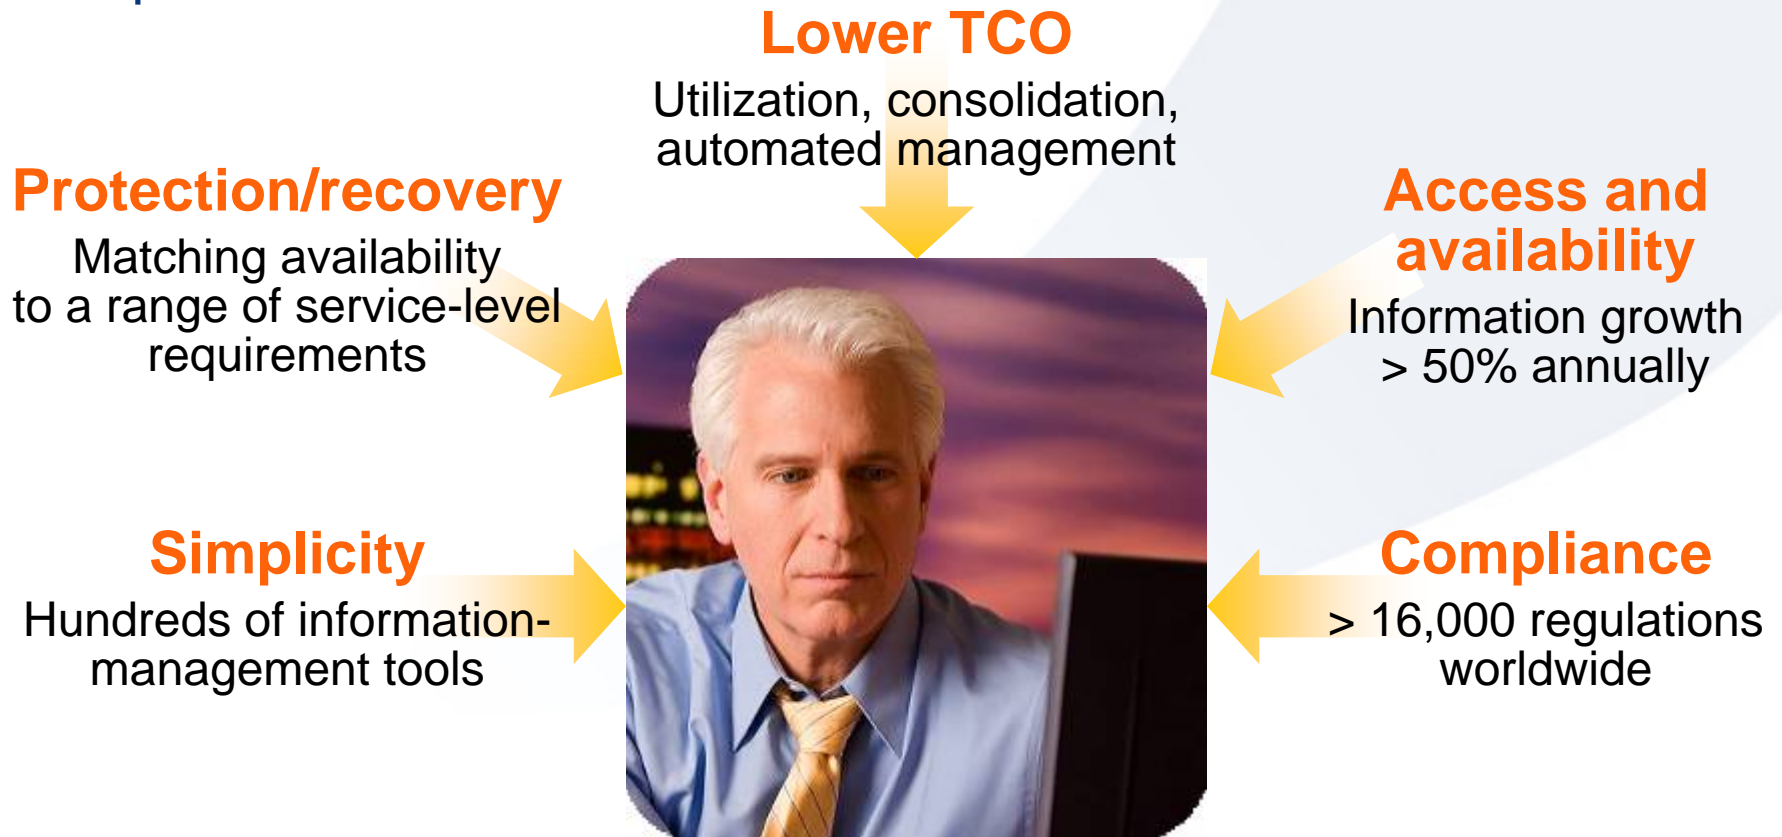 Lower TCO
Utilization, consolidation,
automated management
Protection/recovery
Matching availability
to a range of service-level
requirements
Access and
availability
Information growth
> 50% annually
Simplicity
Hundreds of information-
management tools
Compliance
> 16,000 regulations
worldwide